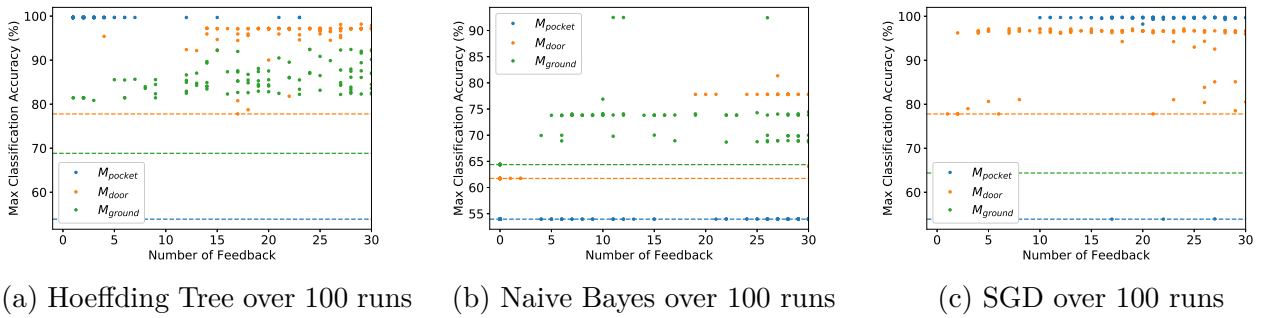 Max Classification Accuracy (%)
100
90
80
70
60
M_pocket
M_door
M_ground
0 5 10 15 20 25 30
Number of Feedback
(a) Hoeffding Tree over 100 runs
Max Classification Accuracy (%)
90
85
80
75
70
65
60
55
M_pocket
M_door
M_ground
0 5 10 15 20 25 30
Number of Feedback
(b) Naive Bayes over 100 runs
Max Classification Accuracy (%)
100
90
80
70
60
M_pocket
M_door
M_ground
0 5 10 15 20 25 30
Number of Feedback
(c) SGD over 100 runs